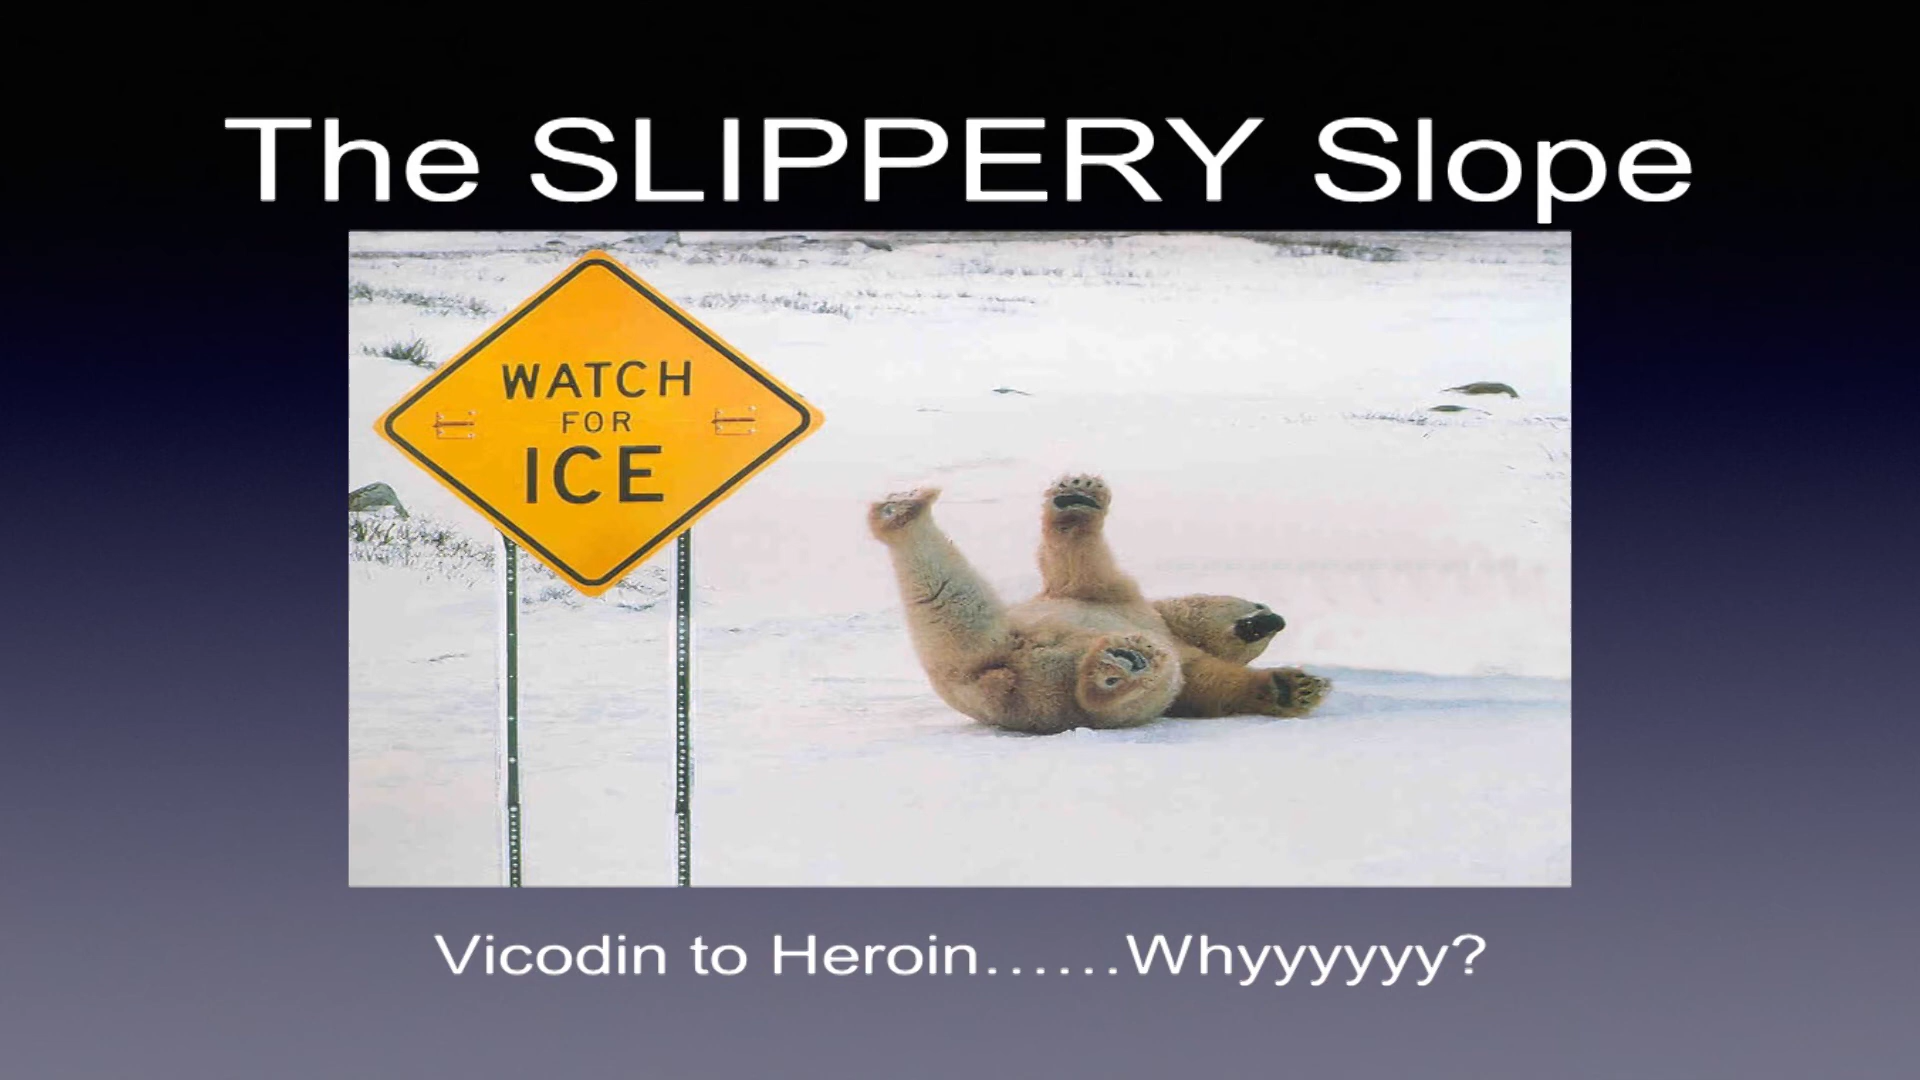 The SLIPPERY Slope
WATCH
FOR
ICE
Vicodin to Heroin......Whyyyyyy?